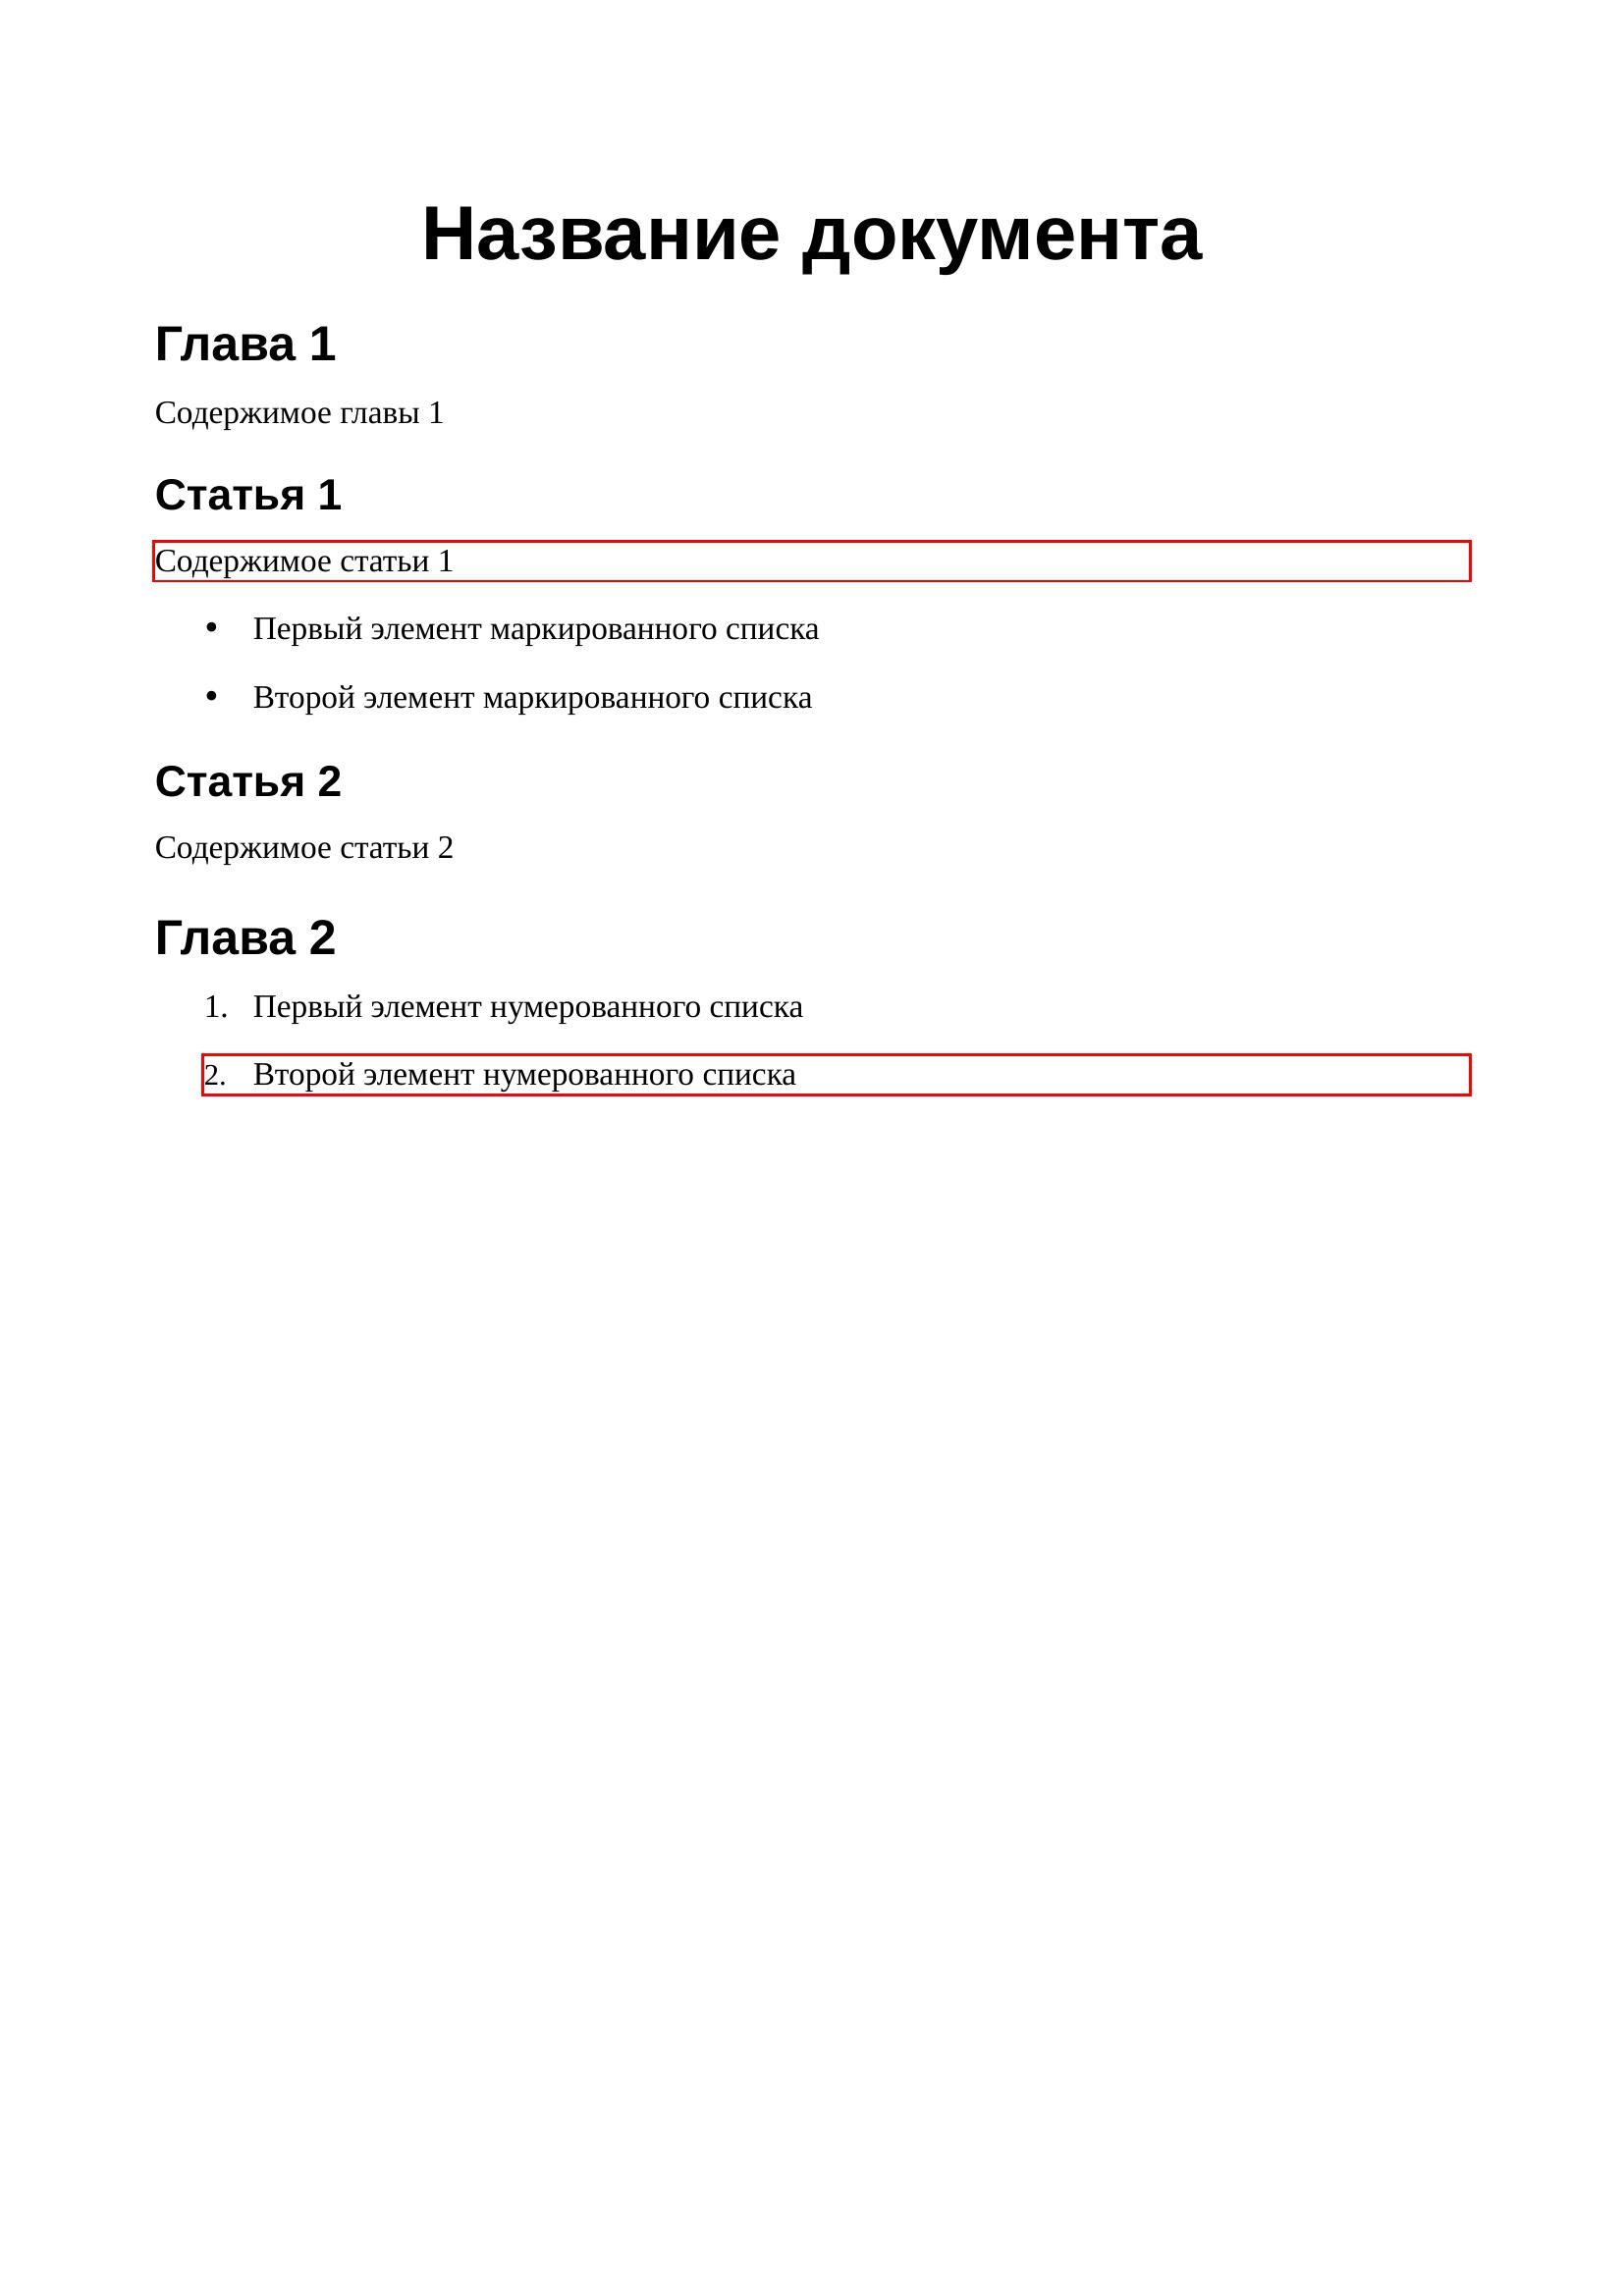 Название документа
Глава 1
Содержимое главы 1
Статья 1
Содержимое статьи 1
• Первый элемент маркированного списка
• Второй элемент маркированного списка
Статья 2
Содержимое статьи 2
Глава 2
1. Первый элемент нумерованного списка
2. Второй элемент нумерованного списка